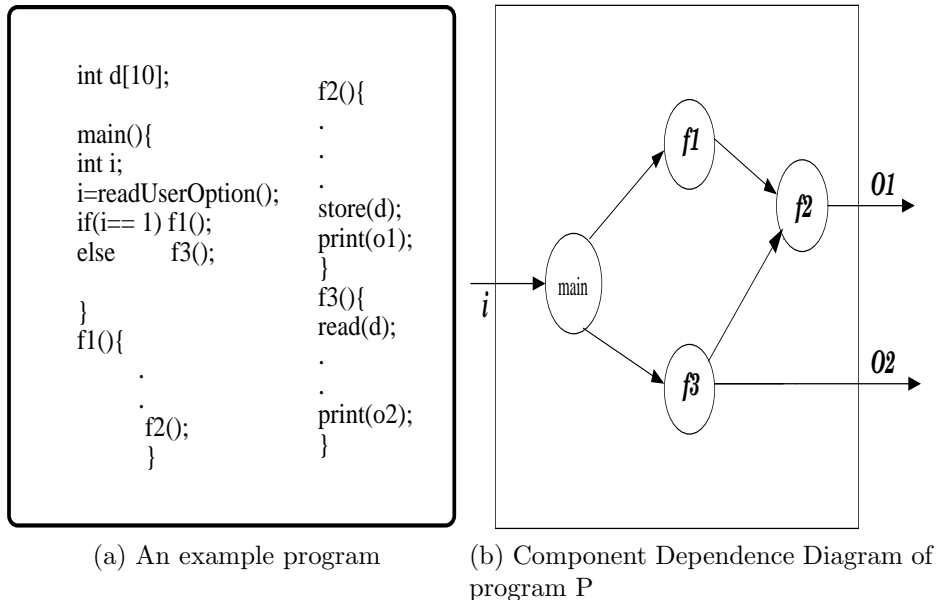 int d[10];
main(){
int i;
i=readUserOption();
if(i== 1) f1();
else f3();
}
f1(){
.
.
f2();
}
f2(){
.
.
.
store(d);
print(o1);
}
f3(){
read(d);
.
.
print(o2);
}
(a) An example program
f1
f2
O1
main
i
f3
O2
(b) Component Dependence Diagram of
program P